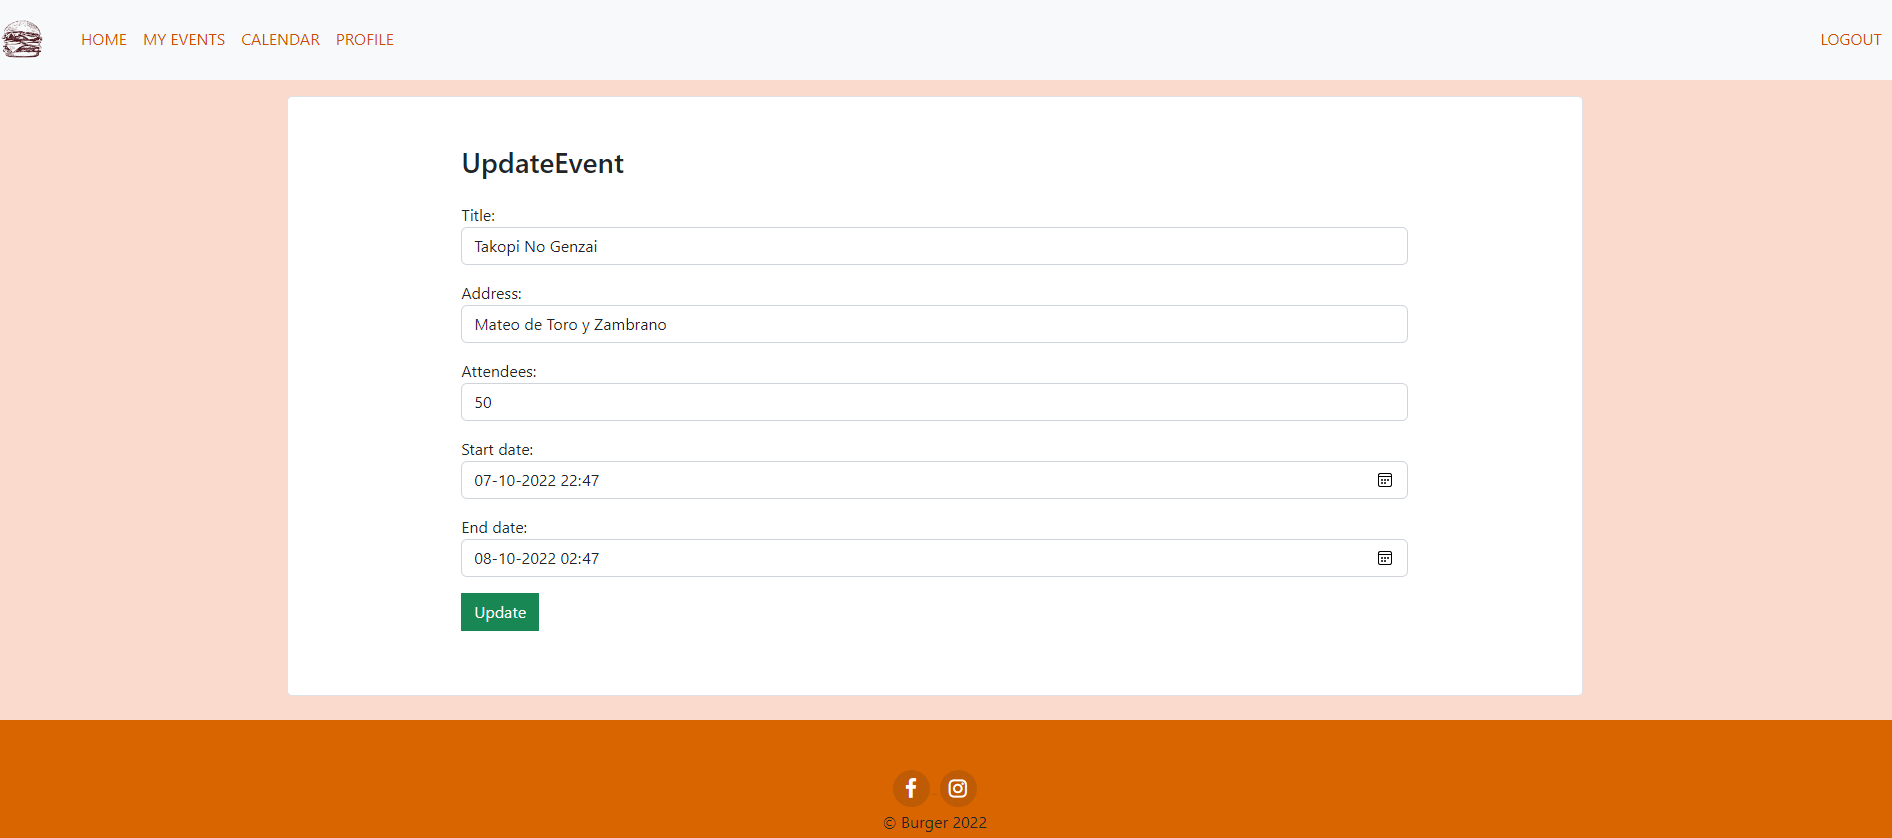 HOME MY EVENTS CALENDAR PROFILE LOGOUT
UpdateEvent
Title:
Takopi No Genzai
Address:
Mateo de Toro y Zambrano
Attendees:
50
Start date:
07-10-2022 22:47
End date:
08-10-2022 02:47
Update
© Burger 2022